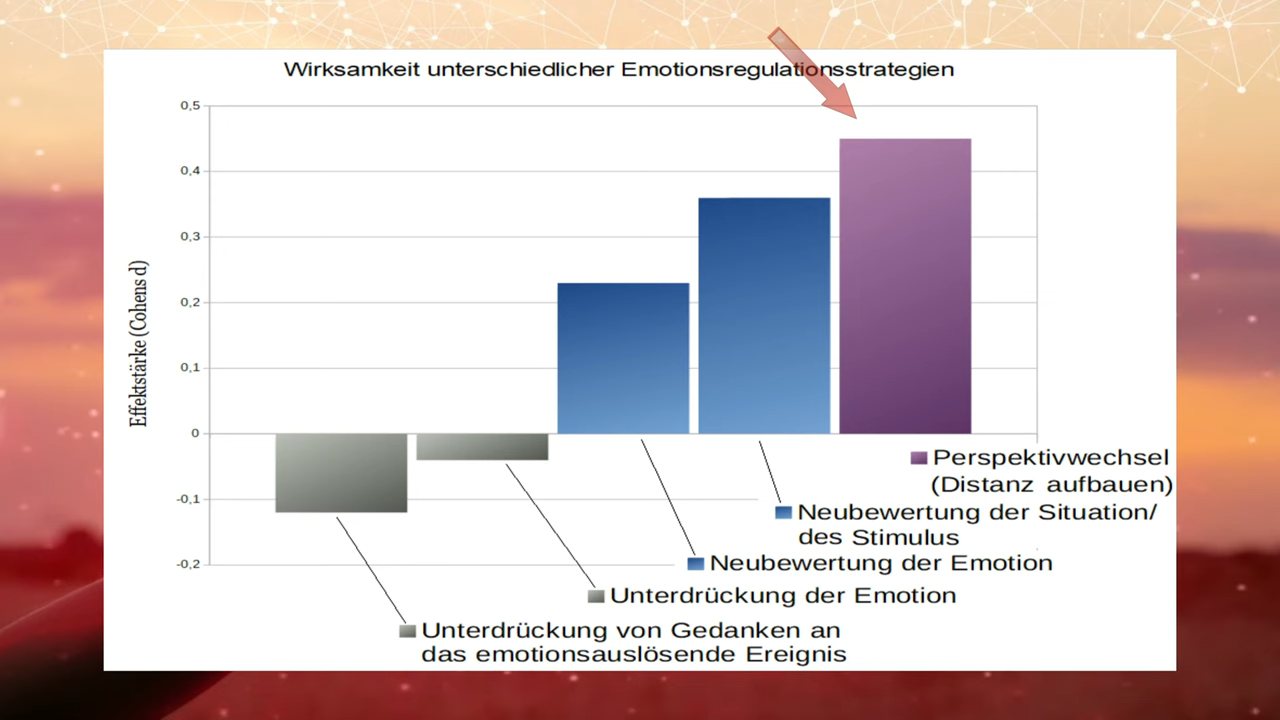 Wirksamkeit unterschiedlicher Emotionsregulationsstrategien
0,5
0,4
0,3
0,2
0,1
0
-0,1
-0,2
Effektstärke (Cohens d)
Perspektivwechsel
(Distanz aufbauen)
Neubewertung der Situation/
des Stimulus
Neubewertung der Emotion
Unterdrückung der Emotion
Unterdrückung von Gedanken an
das emotionsauslösende Ereignis